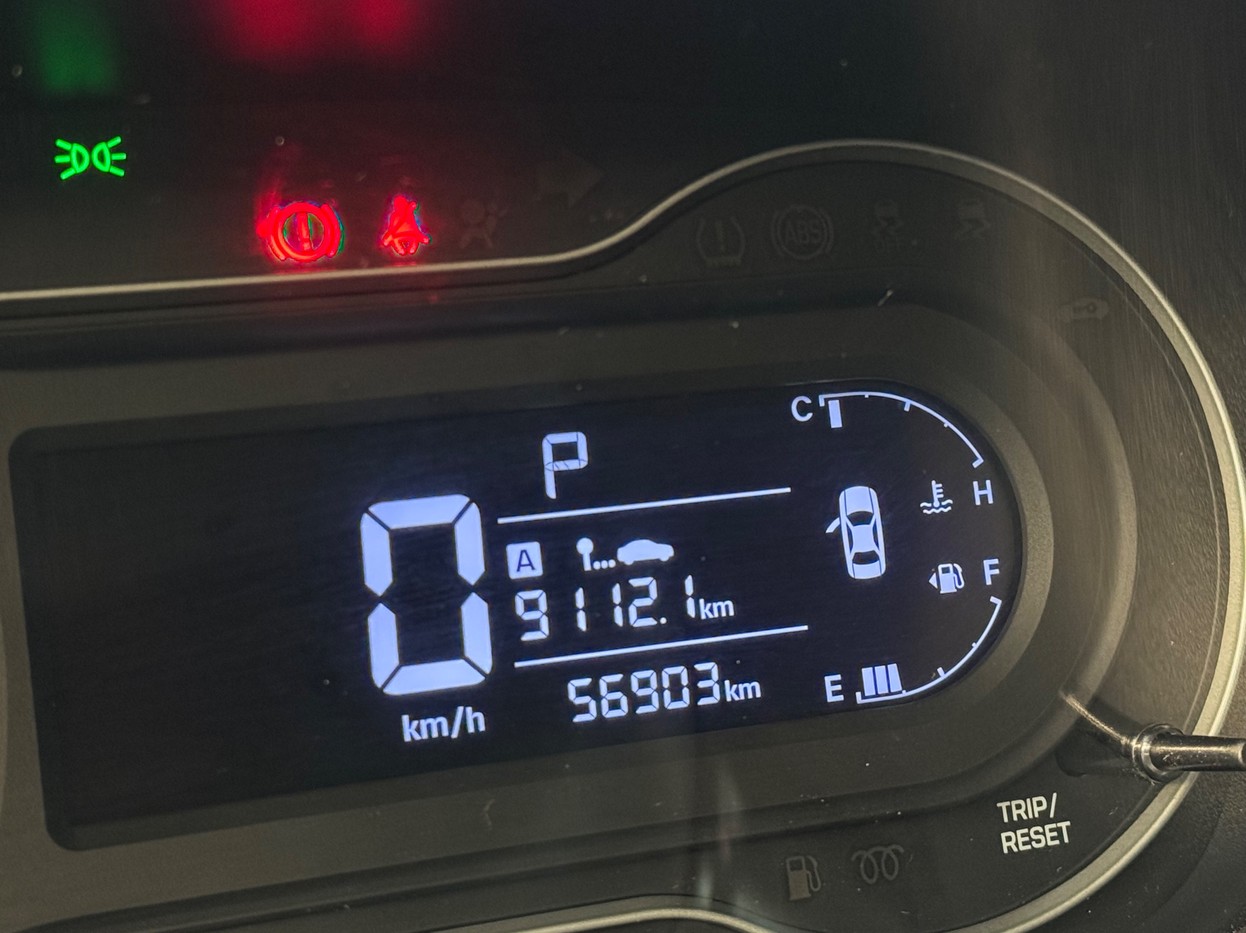 ABS
C
P
H
A
9112.1km
F
0
56903km
E
km/h
TRIP/
RESET